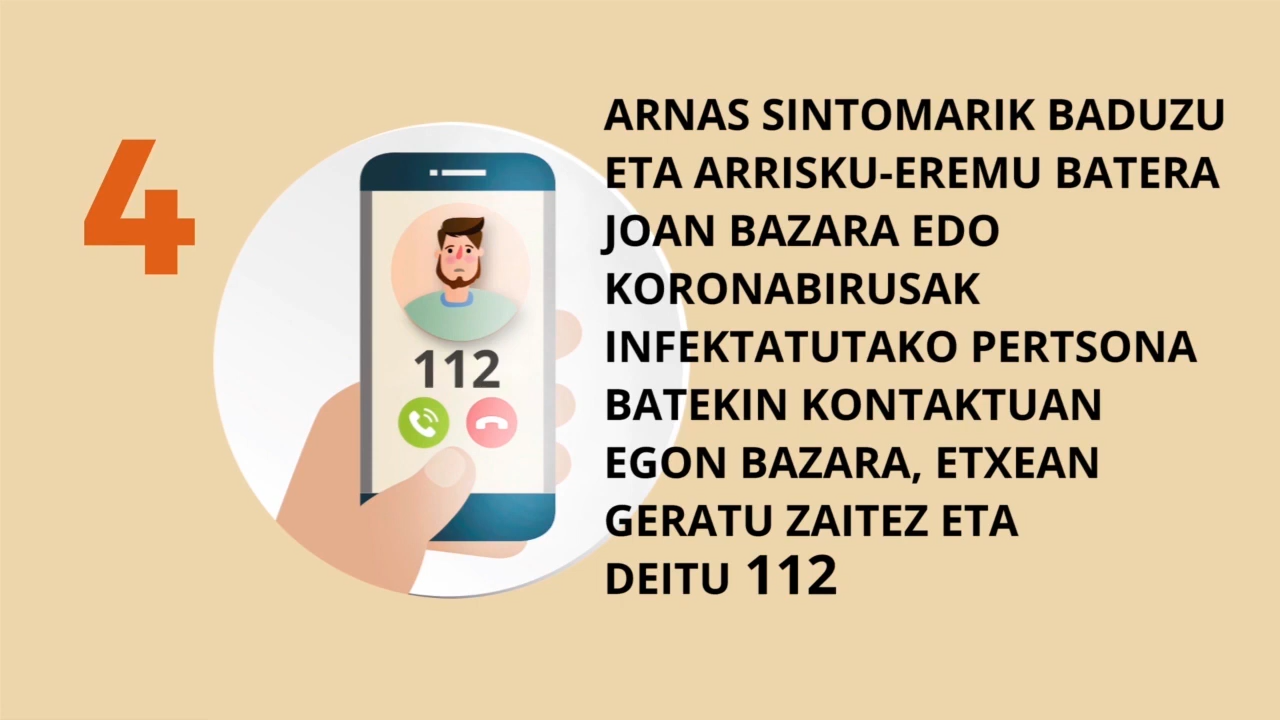 4
ARNAS SINTOMARIK BADUZU
ETA ARRISKU-EREMU BATERA
JOAN BAZARA EDO
KORONABIRUSAK
INFEKTATUTAKO PERTSONA
BATEKIN KONTAKTUAN
EGON BAZARA, ETXEAN
GERATU ZAITEZ ETA
DEITU 112
112